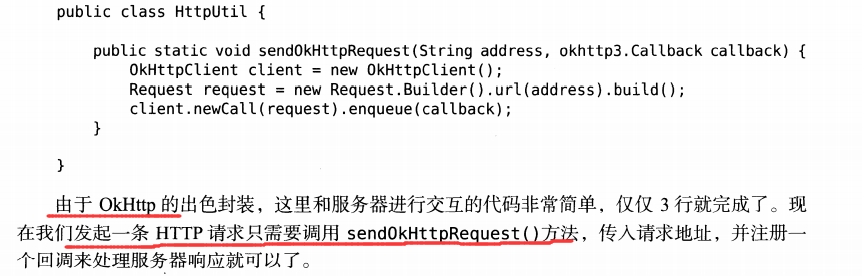 public class HttpUtil {
public static void sendOkHttpRequest(String address, okhttp3.Callback callback) {
OkHttpClient client = new OkHttpClient();
Request request = new Request.Builder().url(address).build();
client.newCall(request).enqueue(callback);
}
}
由于 OkHttp 的出色封装，这里和服务器进行交互的代码非常简单，仅仅 3 行就完成了。现
在我们发起一条 HTTP 请求只需要调用 sendOkHttpRequest()方法，传入请求地址，并注册一
个回调来处理服务器响应就可以了。